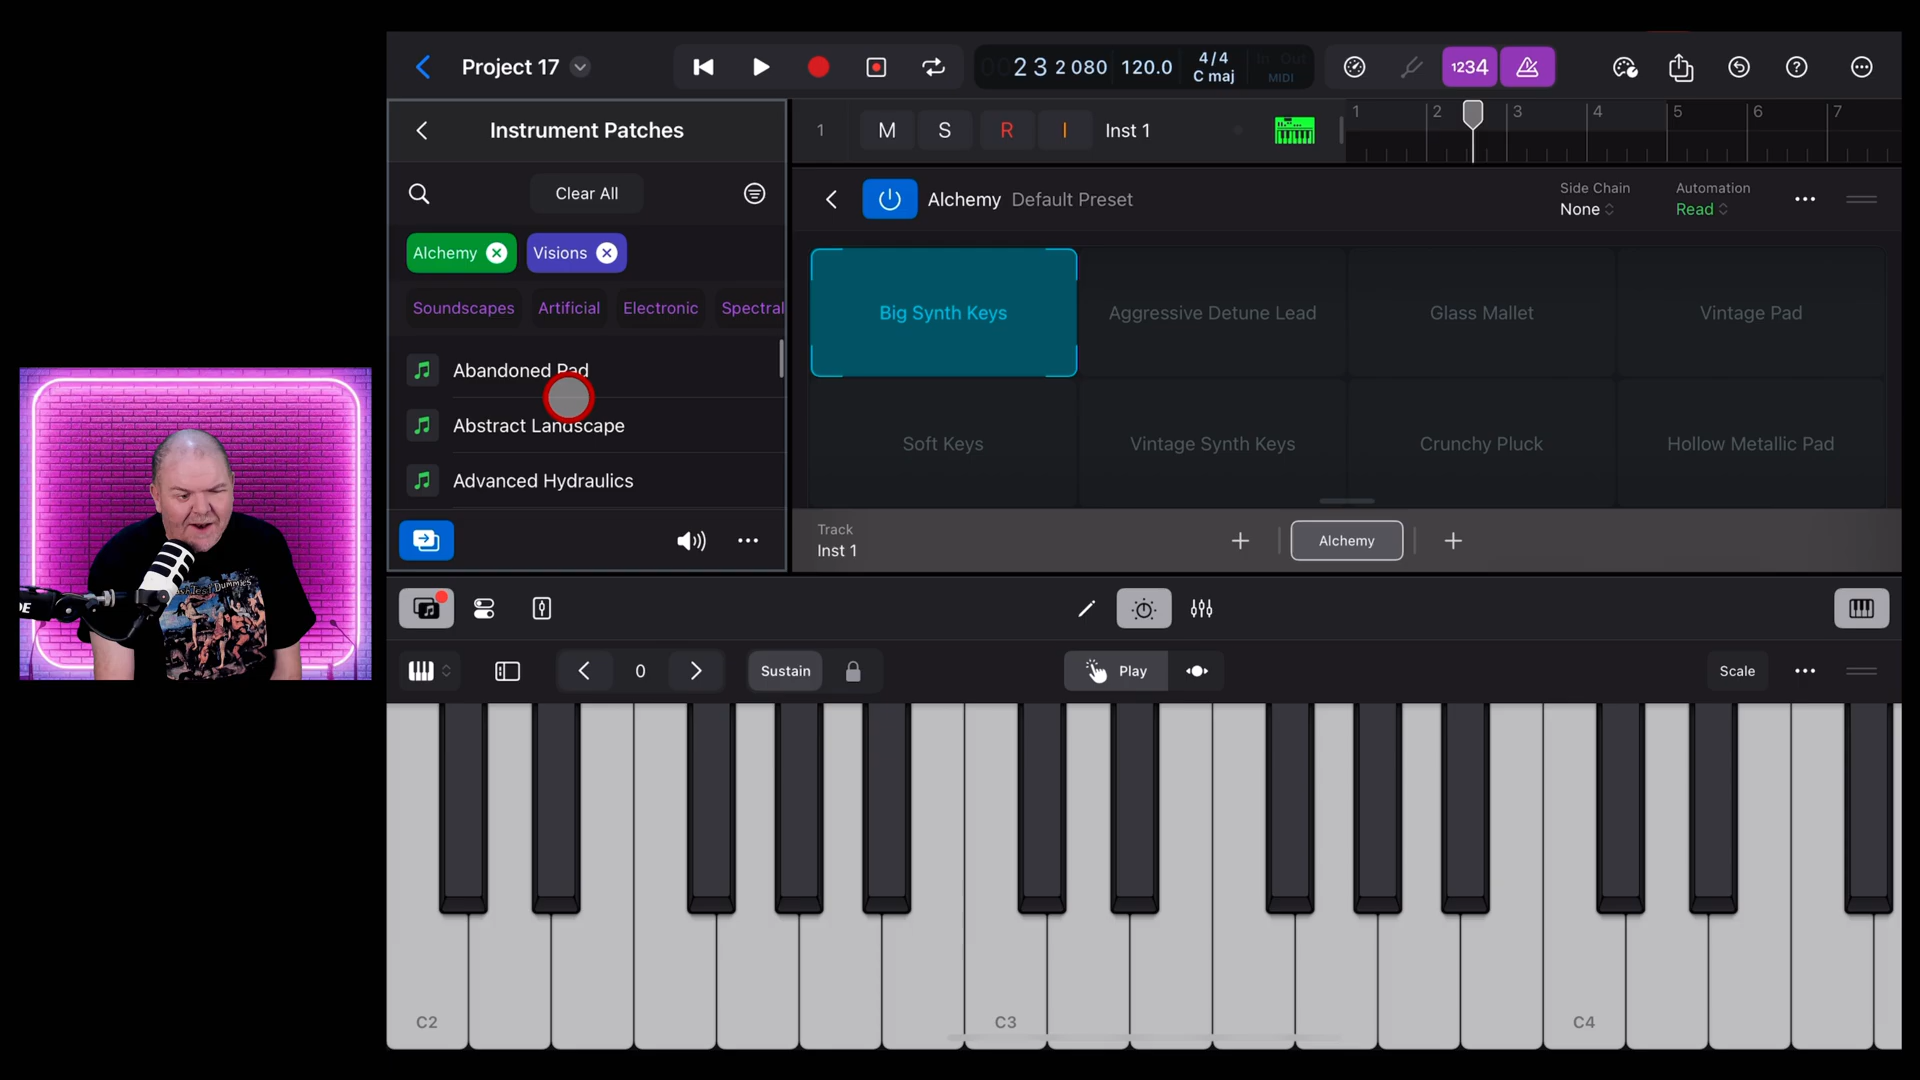 Project 17
2 3 2 080
120.0
4/4
C maj
In Out
MIDI
1234
Instrument Patches
1
M
S
R
I
Inst 1
1
2
3
4
5
6
7
Clear All
Alchemy
Default Preset
Side Chain
None
Automation
Read
Alchemy
Visions
Soundscapes
Artificial
Electronic
Spectral
Big Synth Keys
Aggressive Detune Lead
Glass Mallet
Vintage Pad
Abandoned Pad
Abstract Landscape
Soft Keys
Vintage Synth Keys
Crunchy Pluck
Hollow Metallic Pad
Advanced Hydraulics
Track
Inst 1
Alchemy
0
Sustain
Play
Scale
C2
C3
C4